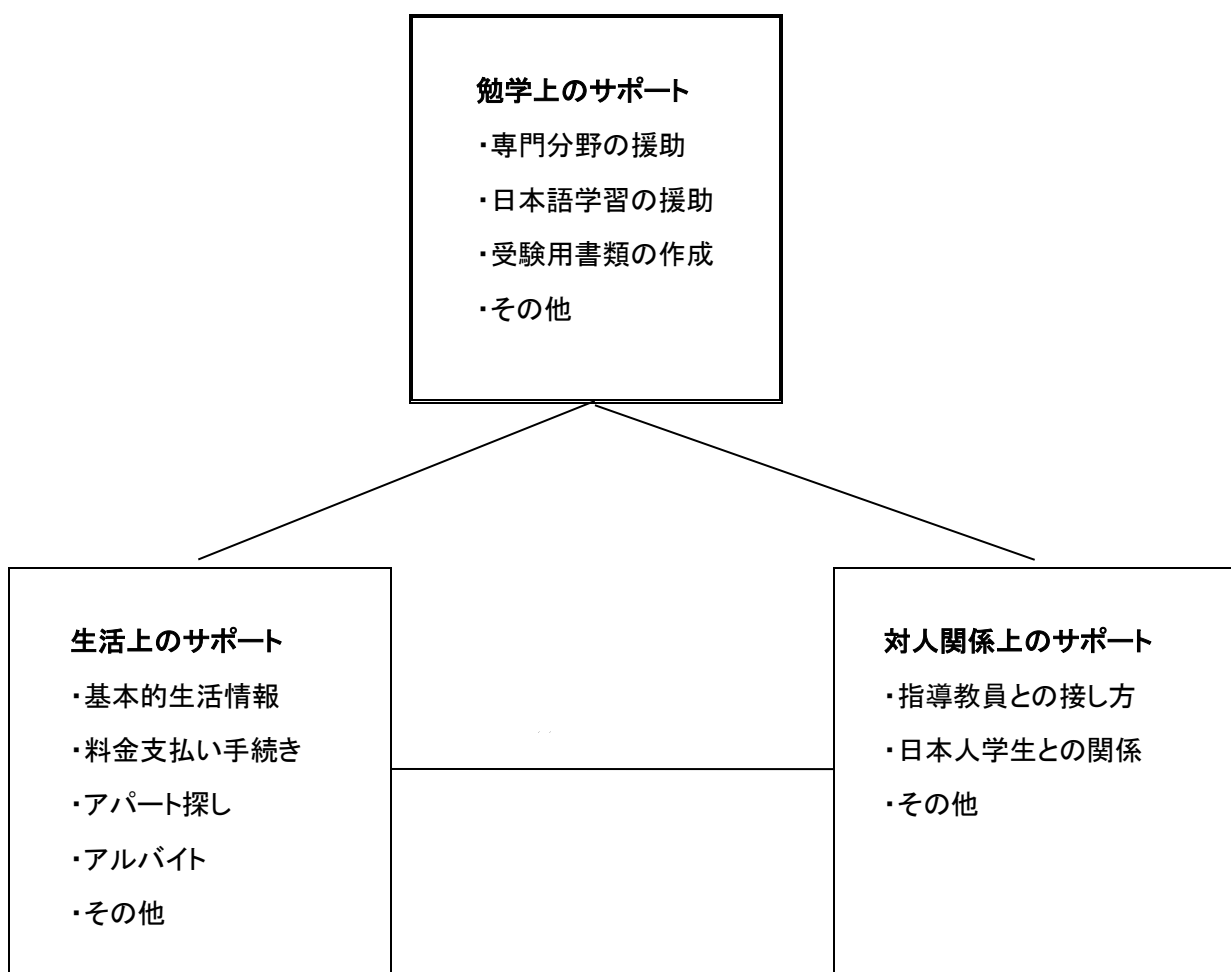 勉学上のサポート
・専門分野の援助
・日本語学習の援助
・受験用書類の作成
・その他
生活上のサポート
・基本的生活情報
・料金支払い手続き
・アパート探し
・アルバイト
・その他
対人関係上のサポート
・指導教員との接し方
・日本人学生との関係
・その他